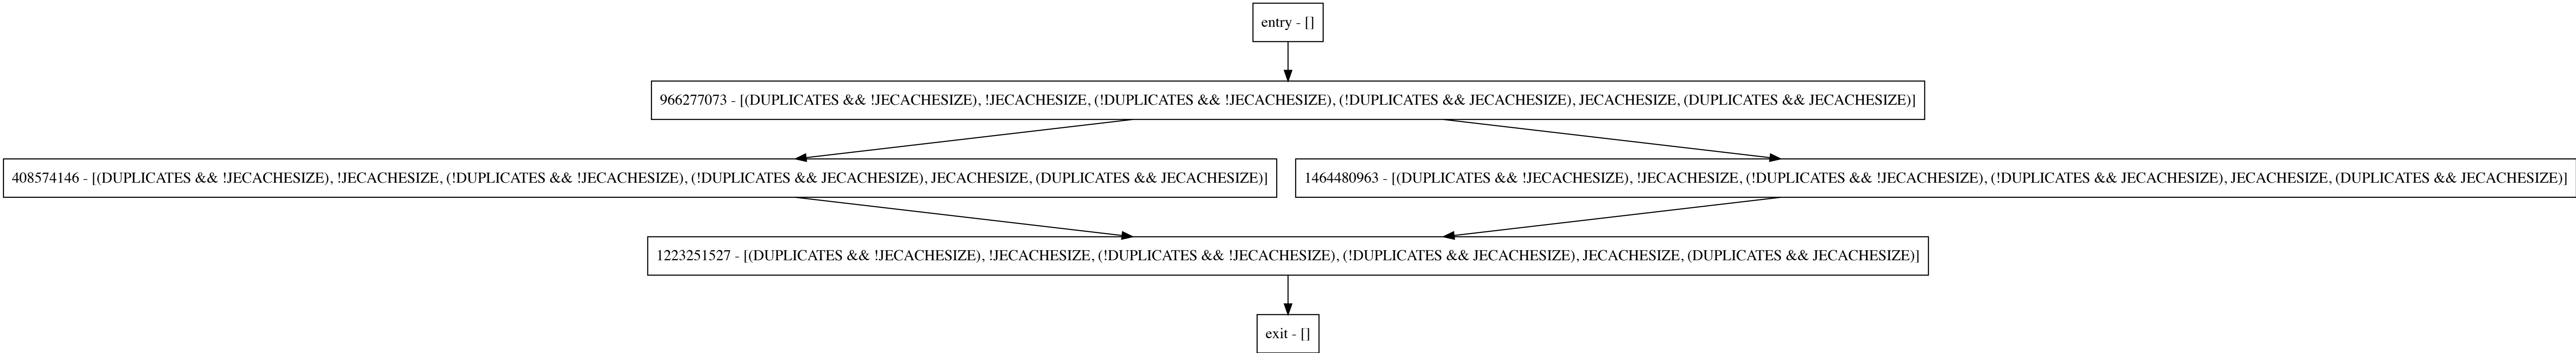 entry - []
966277073 - [(DUPLICATES && !JECACHESIZE), !JECACHESIZE, (!DUPLICATES && !JECACHESIZE), (!DUPLICATES && JECACHESIZE), JECACHESIZE, (DUPLICATES && JECACHESIZE)]
408574146 - [(DUPLICATES && !JECACHESIZE), !JECACHESIZE, (!DUPLICATES && !JECACHESIZE), (!DUPLICATES && JECACHESIZE), JECACHESIZE, (DUPLICATES && JECACHESIZE)]
1464480963 - [(DUPLICATES && !JECACHESIZE), !JECACHESIZE, (!DUPLICATES && !JECACHESIZE), (!DUPLICATES && JECACHESIZE), JECACHESIZE, (DUPLICATES && JECACHESIZE)]
1223251527 - [(DUPLICATES && !JECACHESIZE), !JECACHESIZE, (!DUPLICATES && !JECACHESIZE), (!DUPLICATES && JECACHESIZE), JECACHESIZE, (DUPLICATES && JECACHESIZE)]
exit - []